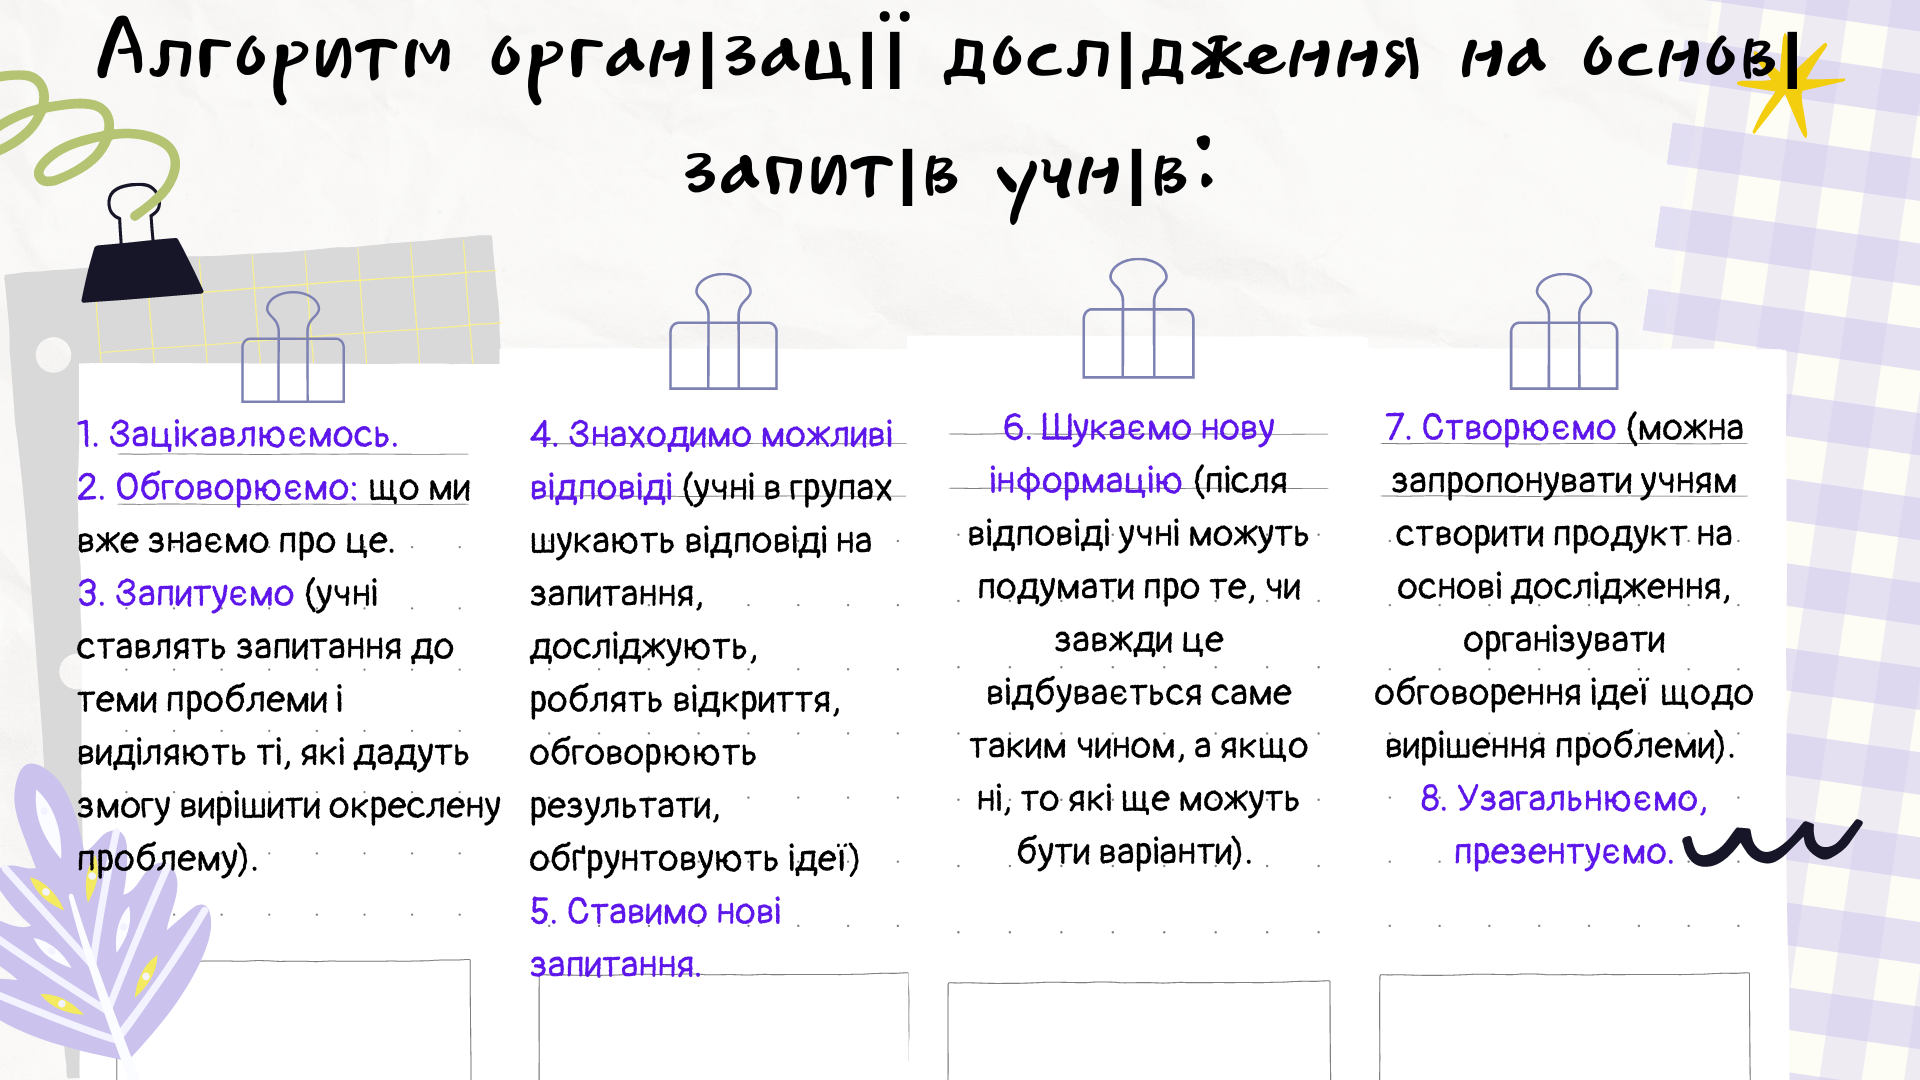 Алгоритм організації дослідження на основі
запитів учнів:
1. Зацікавлюємось.
2. Обговорюємо: що ми
вже знаємо про це.
3. Запитуємо (учні
ставлять запитання до
теми проблеми і
виділяють ті, які дадуть
змогу вирішити окреслену
проблему).
4. Знаходимо можливі
відповіді (учні в групах
шукають відповіді на
запитання,
досліджують,
роблять відкриття,
обговорюють
результати,
обґрунтовують ідеї)
5. Ставимо нові
запитання.
6. Шукаємо нову
інформацію (після
відповіді учні можуть
подумати про те, чи
завжди це
відбувається саме
таким чином, а якщо
ні, то які ще можуть
бути варіанти).
7. Створюємо (можна
запропонувати учням
створити продукт на
основі дослідження,
організувати
обговорення ідеї щодо
вирішення проблеми).
8. Узагальнюємо,
презентуємо.